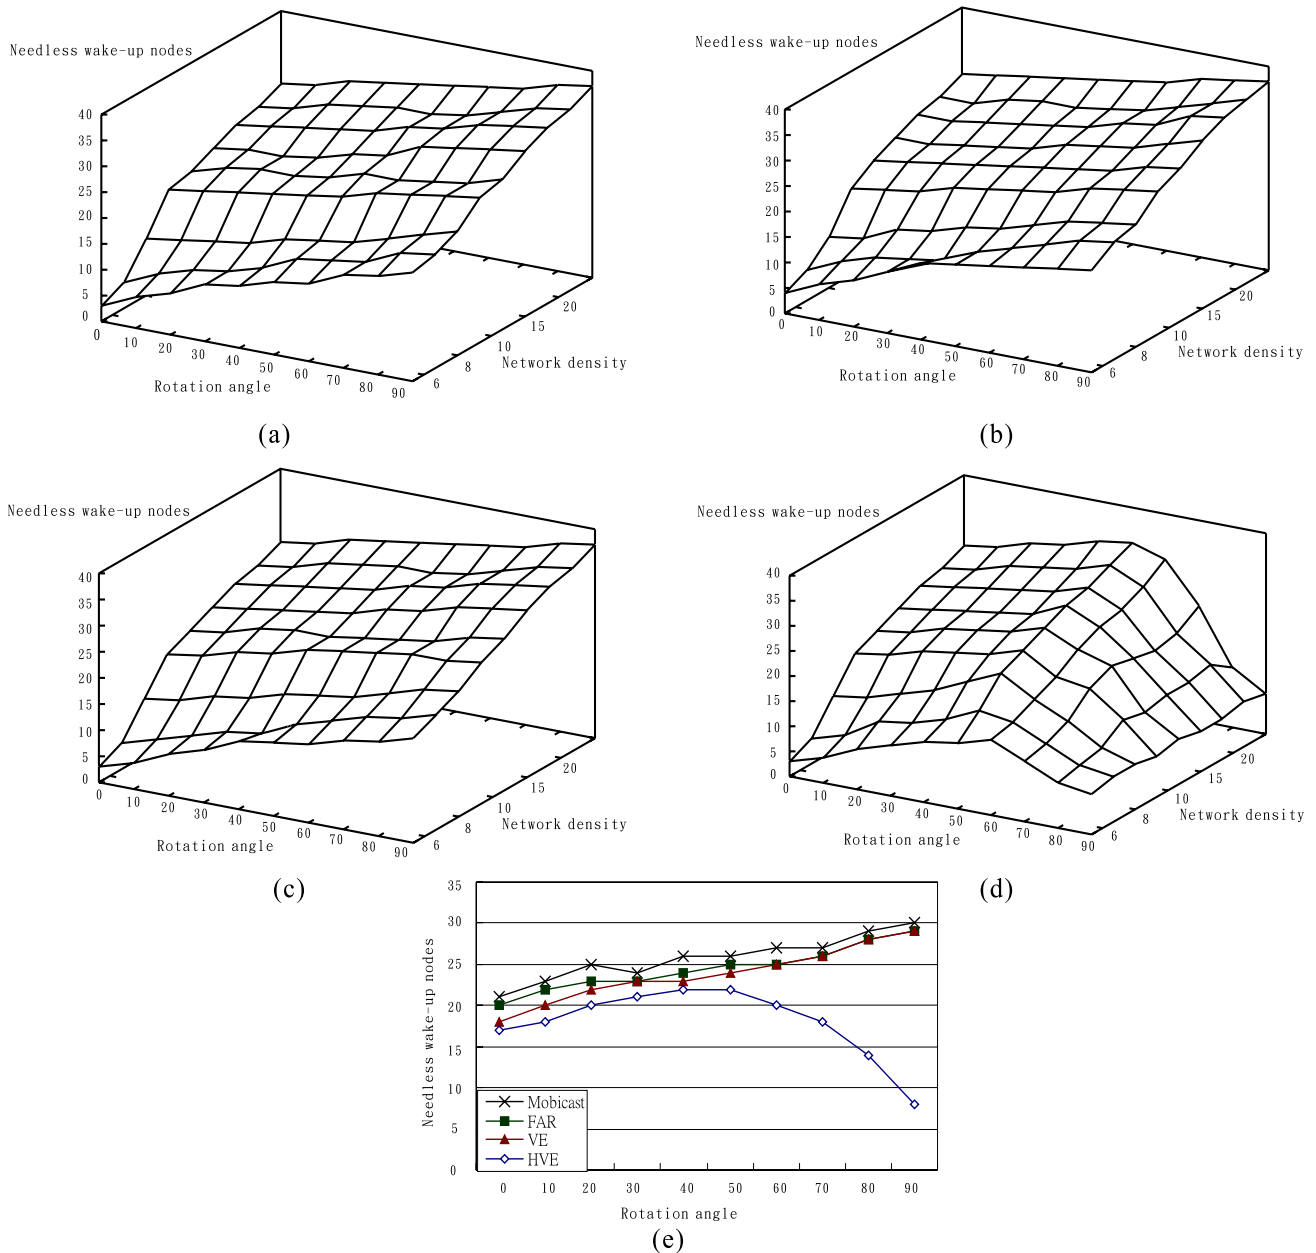 Needless wake-up nodes
40
35
30
25
20
15
10
5
0
0 10 20 30 40 50 60 70 80 90
Rotation angle
6 8 10 15 20
Network density
(a)
Needless wake-up nodes
40
35
30
25
20
15
10
5
0
0 10 20 30 40 50 60 70 80 90
Rotation angle
6 8 10 15 20
Network density
(b)
Needless wake-up nodes
40
35
30
25
20
15
10
5
0
0 10 20 30 40 50 60 70 80 90
Rotation angle
6 8 10 15 20
Network density
(c)
Needless wake-up nodes
40
35
30
25
20
15
10
5
0
0 10 20 30 40 50 60 70 80 90
Rotation angle
6 8 10 15 20
Network density
(d)
Needless wake-up nodes
35
30
25
20
15
10
5
0
Mobicast
FAR
VE
HVE
0 10 20 30 40 50 60 70 80 90
Rotation angle
(e)